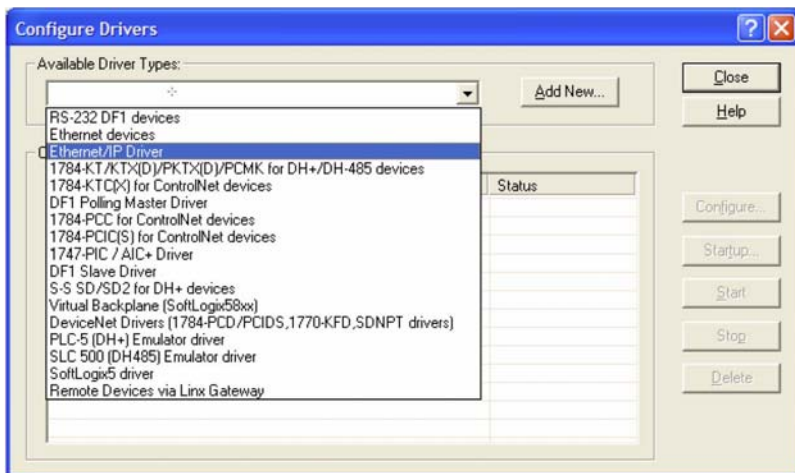 Configure Drivers
Available Driver Types:
Add New...
Close
Help
RS-232 DF1 devices
Ethernet devices
Ethernet/IP Driver
1784-KT/KTX(D)/PKTX(D)/PCMK for DH+/DH-485 devices
1784-KTC(X) for ControlNet devices
DF1 Polling Master Driver
1784-PCC for ControlNet devices
1784-PCIC(S) for ControlNet devices
1747-PIC / AIC+ Driver
DF1 Slave Driver
S-S SD/SD2 for DH+ devices
Virtual Backplane (SoftLogix58xx)
DeviceNet Drivers (1784-PCD/PCIDS,1770-KFD,SDNPT drivers)
PLC-5 (DH+) Emulator driver
SLC 500 (DH485) Emulator driver
SoftLogix5 driver
Remote Devices via Linx Gateway
Status
Configure...
Startup...
Start
Stop
Delete